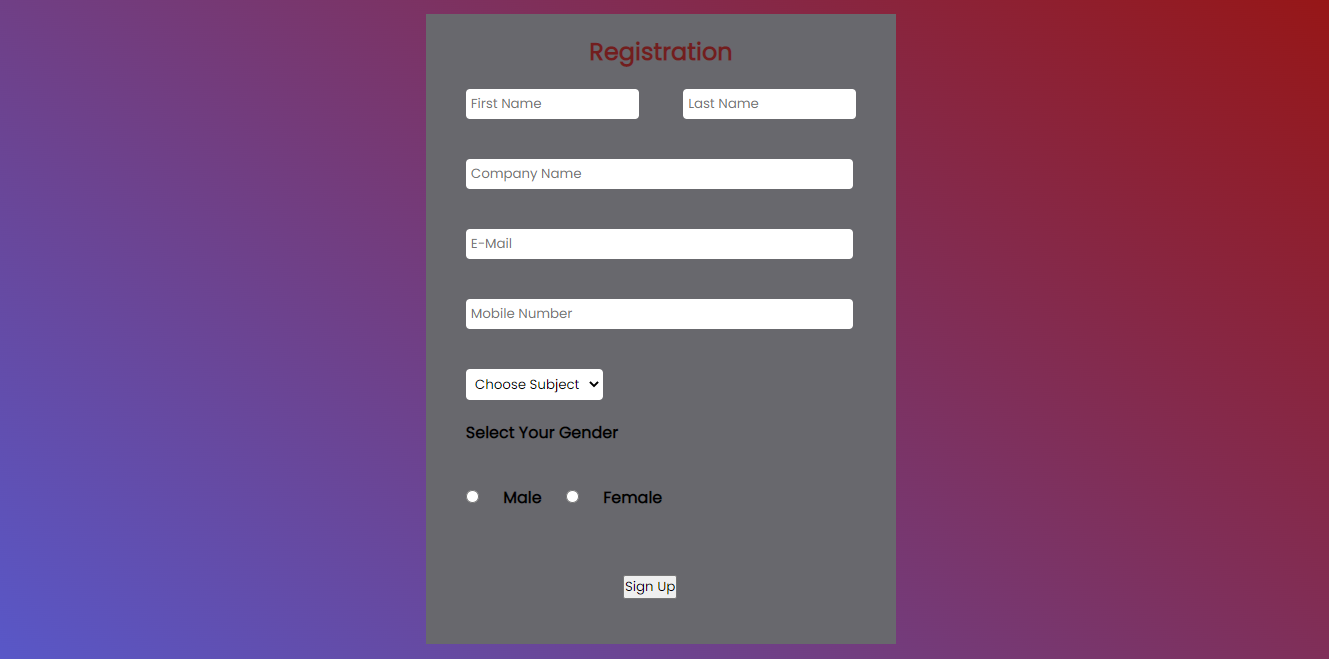 Registration
First Name Last Name
Company Name
E-Mail
Mobile Number
Choose Subject
Select Your Gender
Male Female
Sign Up